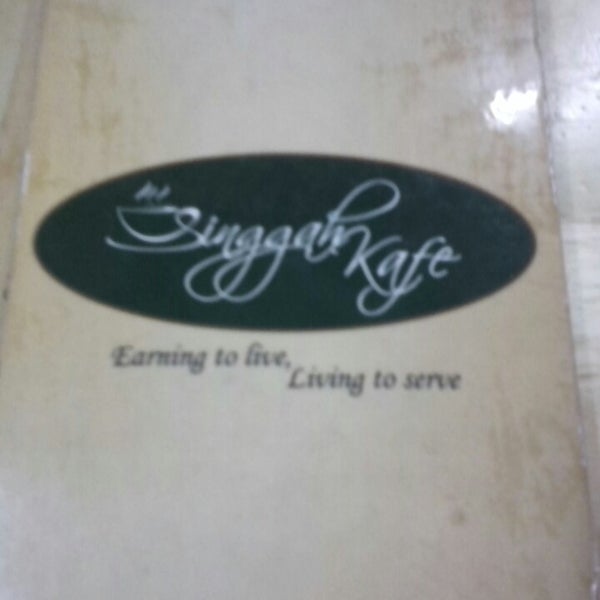 Singgah
Kafe
Earning to live,
Living to serve